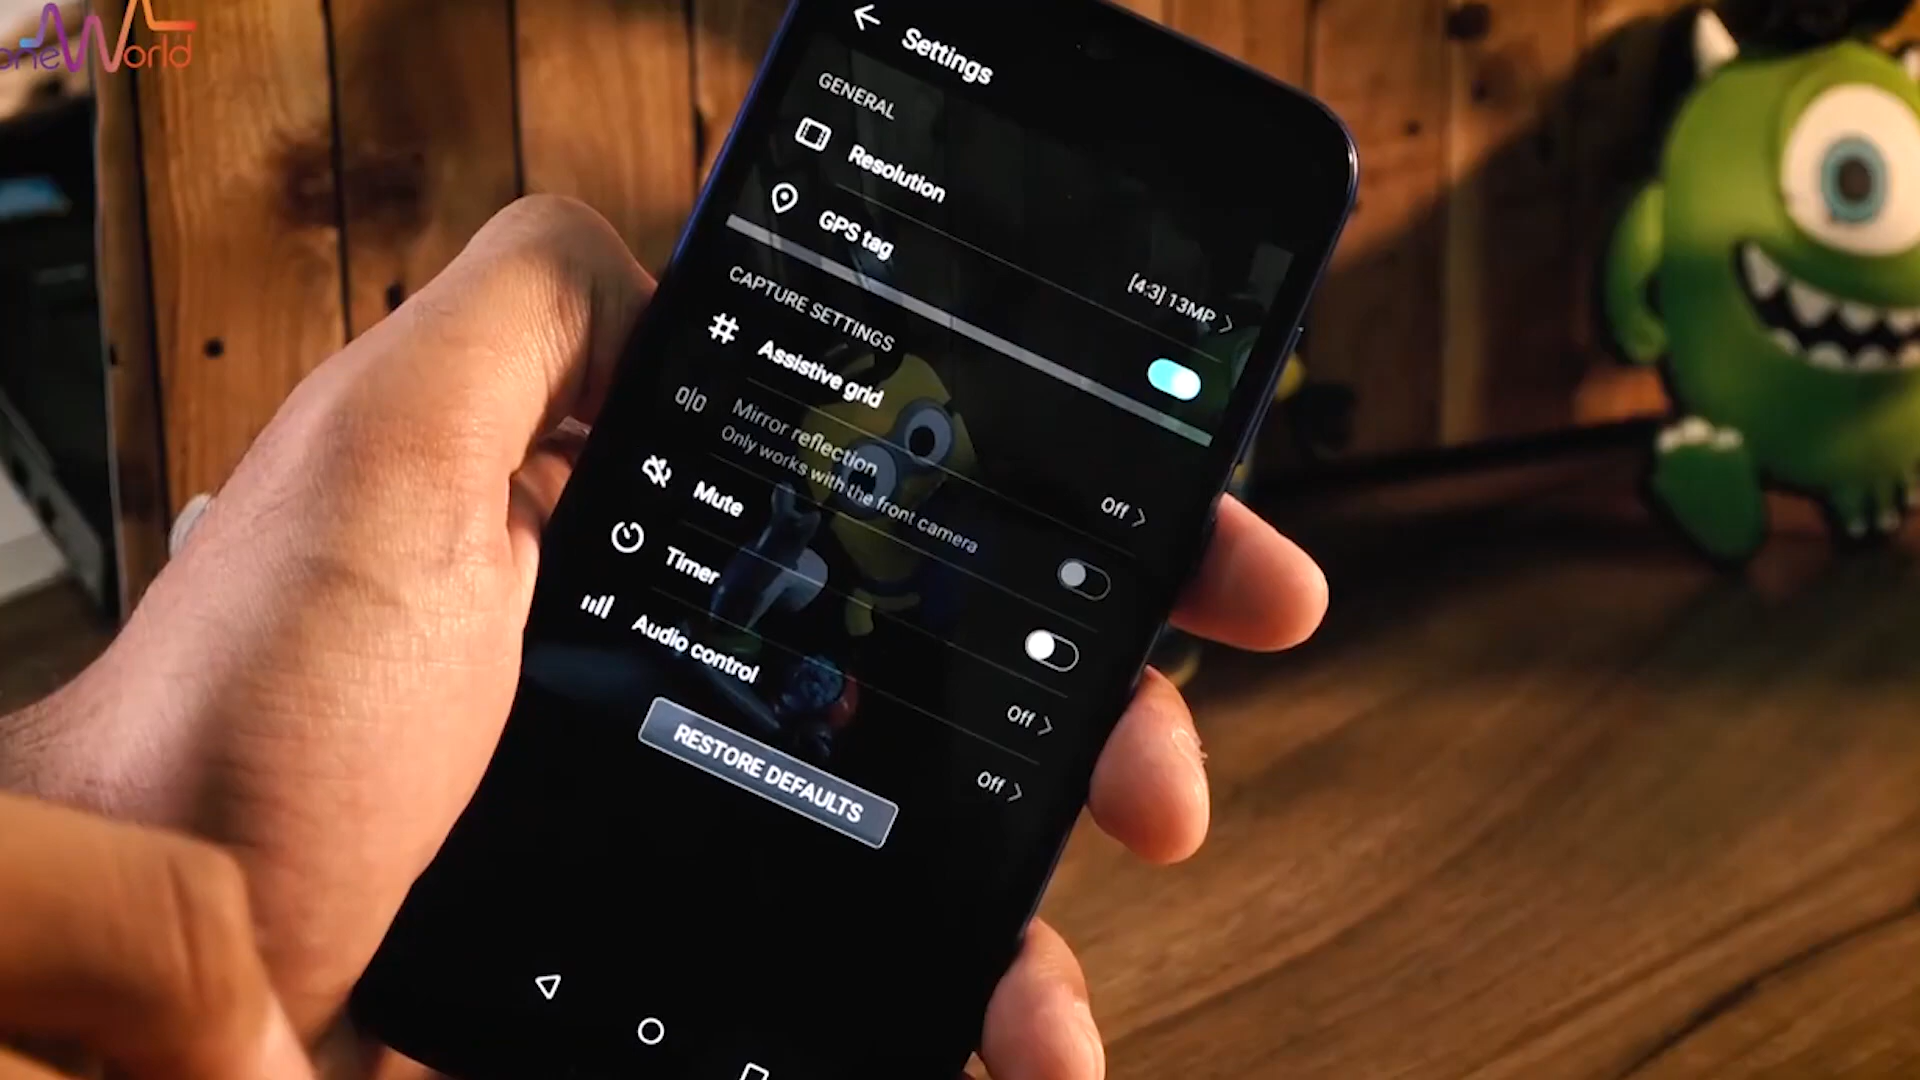 oneWorld
Settings
GENERAL
Resolution
[4:3] 13MP
GPS tag
CAPTURE SETTINGS
Assistive grid
Off
Mirror reflection
Only works with the front camera
Mute
Timer
Off
Audio control
Off
RESTORE DEFAULTS